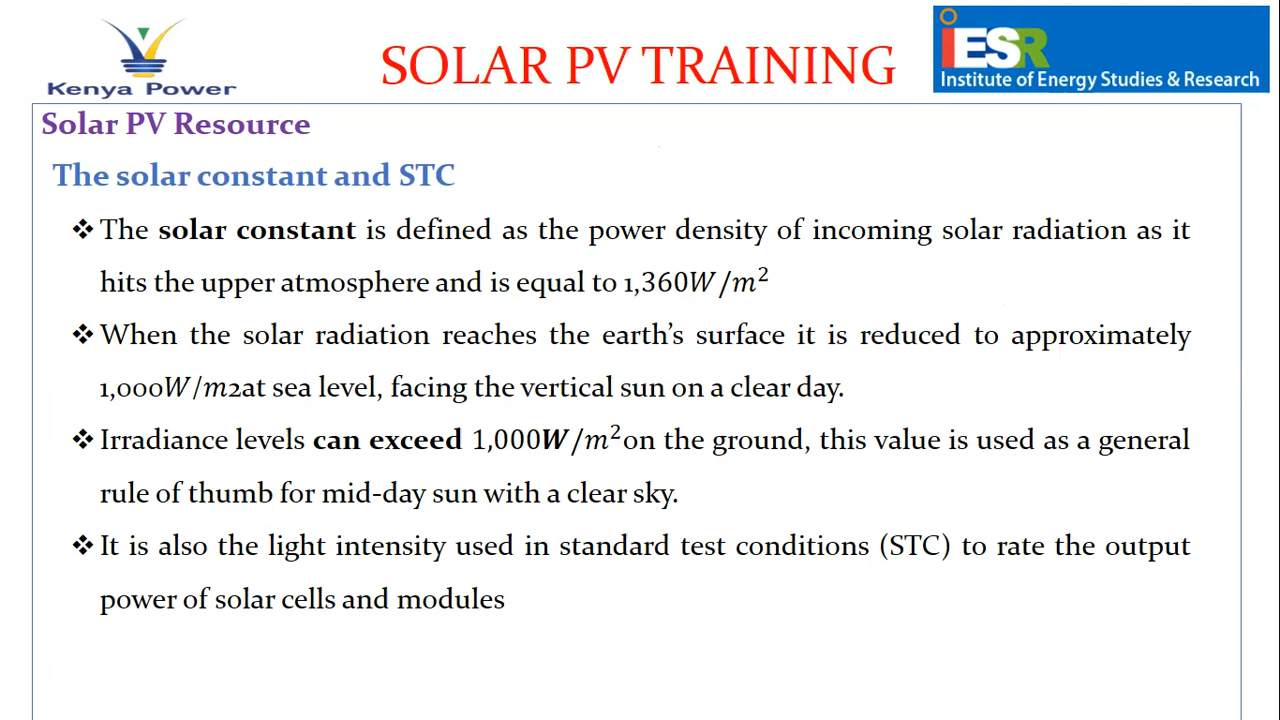 Kenya Power
SOLAR PV TRAINING
iESR
Institute of Energy Studies & Research
Solar PV Resource
The solar constant and STC
❖ The solar constant is defined as the power density of incoming solar radiation as it
hits the upper atmosphere and is equal to 1,360W/m²
❖ When the solar radiation reaches the earth's surface it is reduced to approximately
1,000W/m2at sea level, facing the vertical sun on a clear day.
❖ Irradiance levels can exceed 1,000W/m²on the ground, this value is used as a general
rule of thumb for mid-day sun with a clear sky.
❖ It is also the light intensity used in standard test conditions (STC) to rate the output
power of solar cells and modules